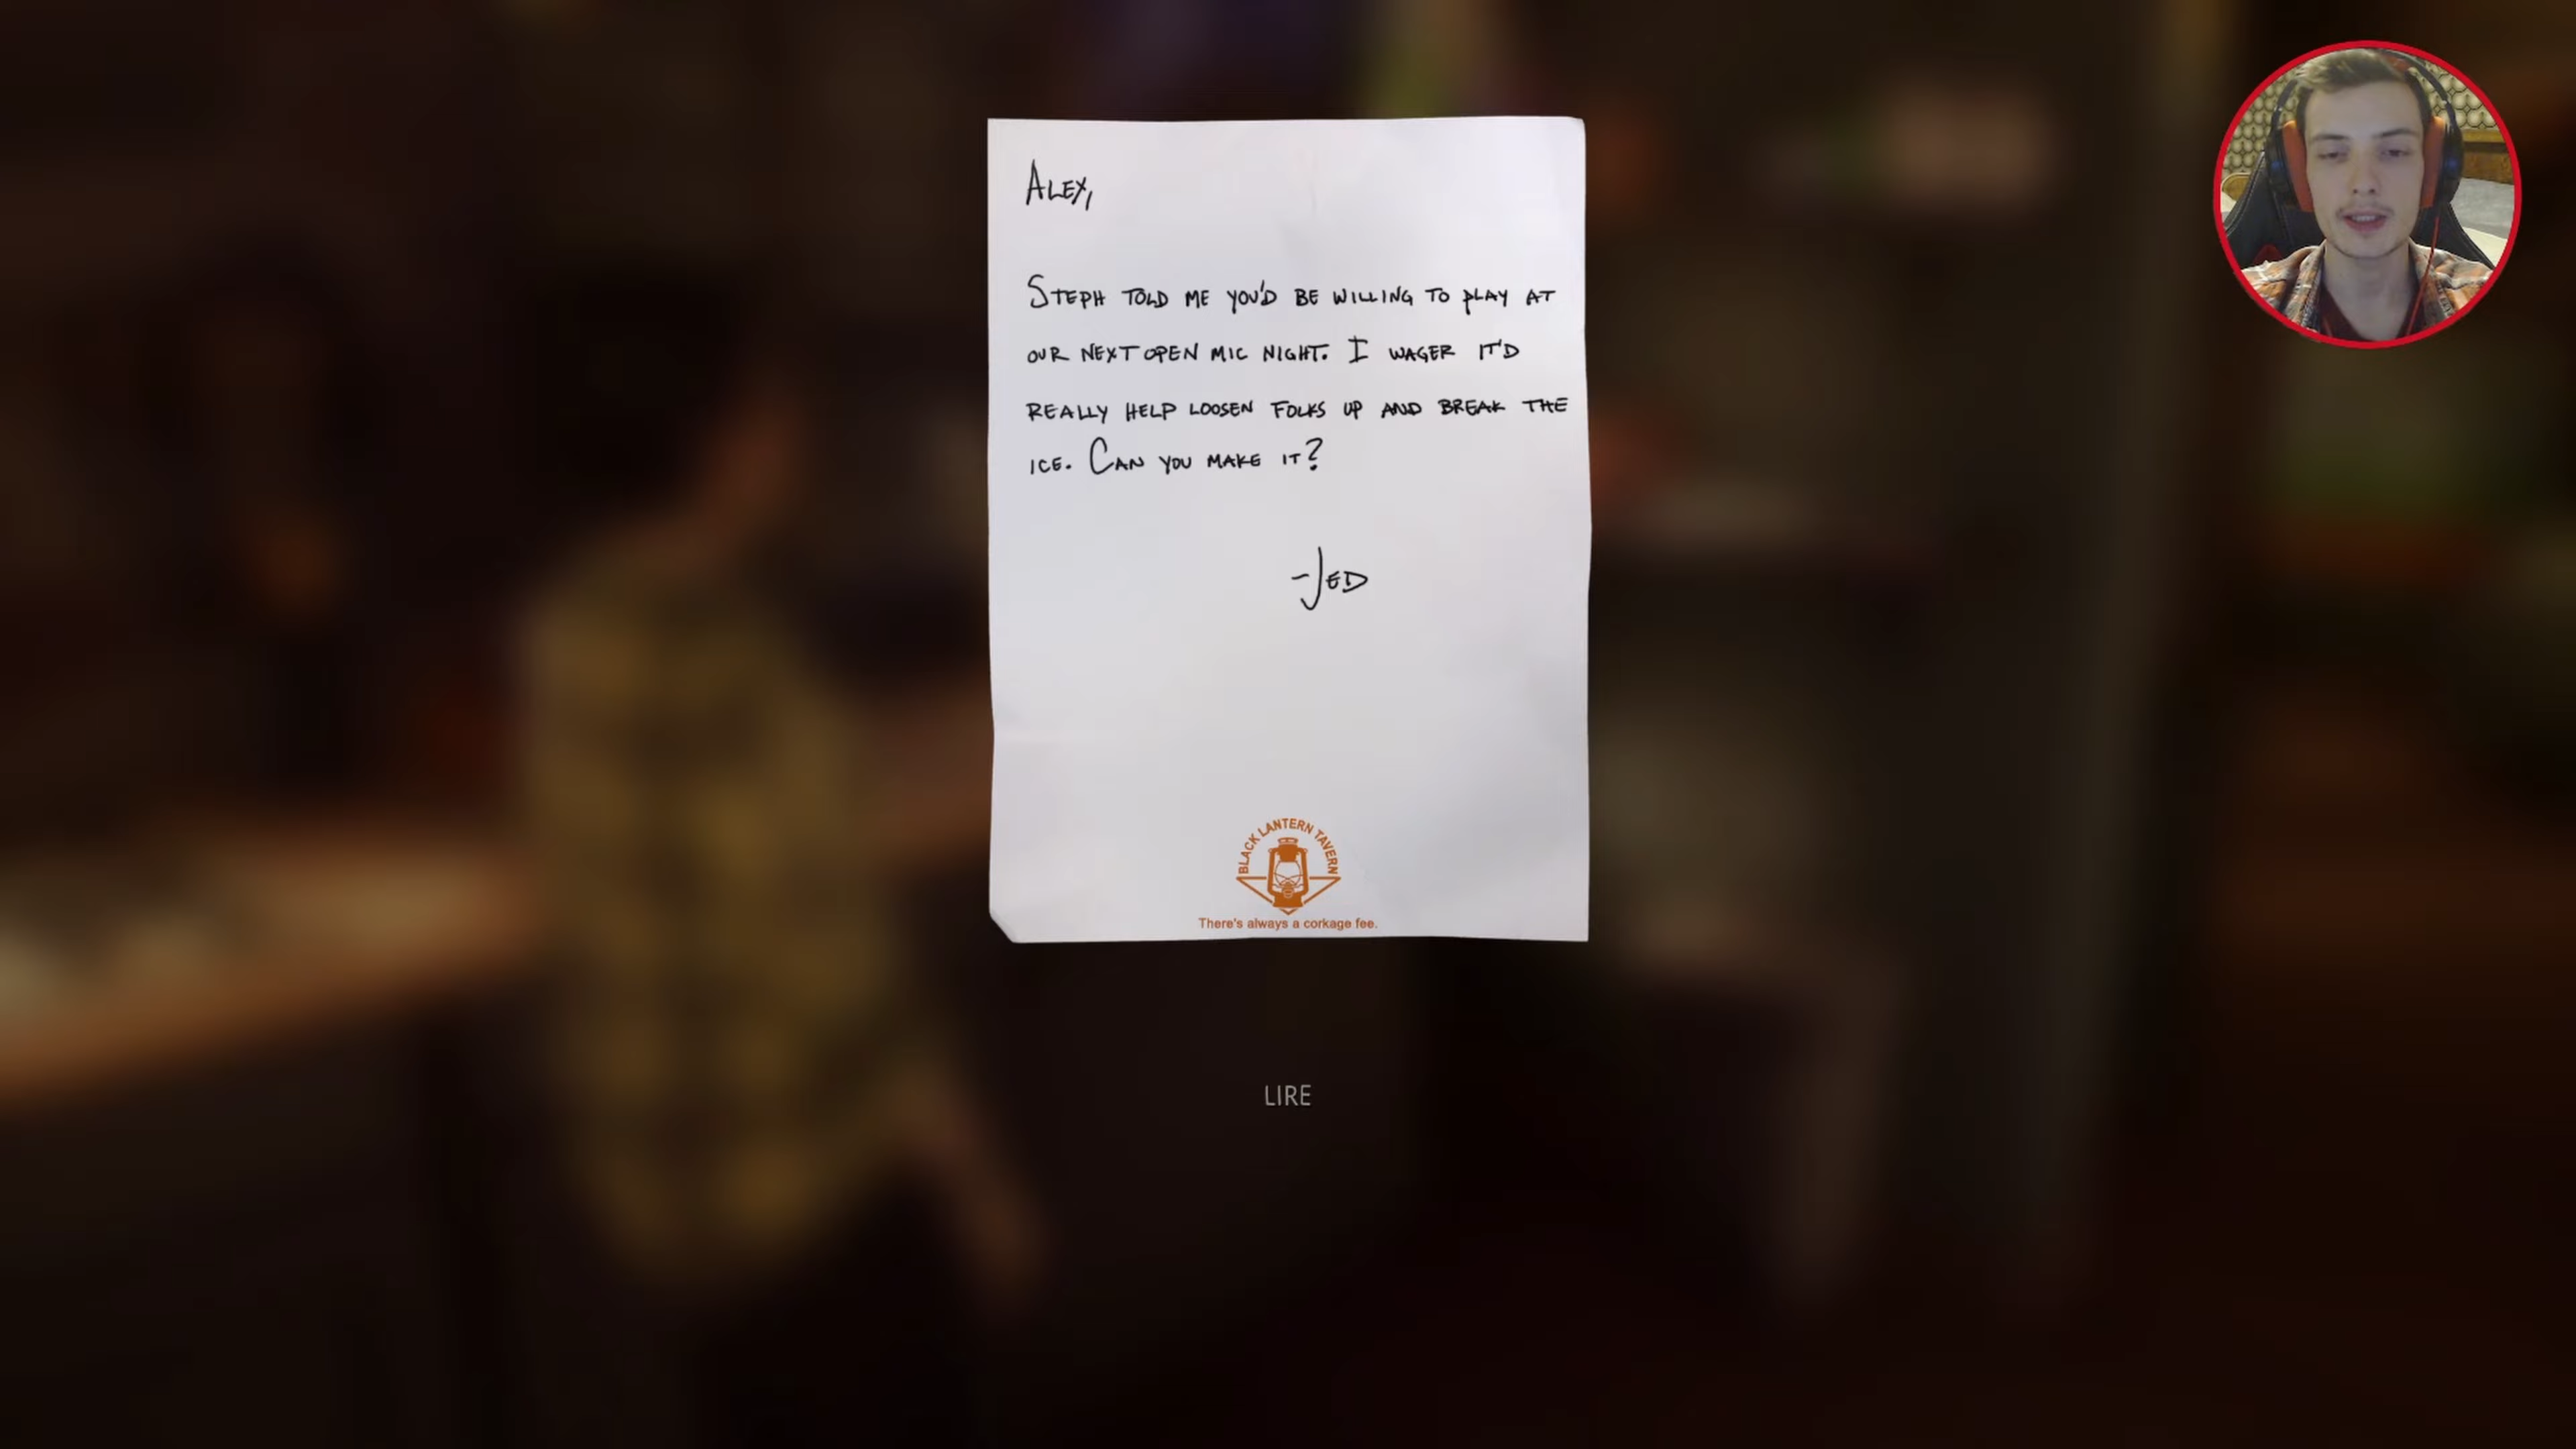 ALEX,
STEPH TOLD ME YOU'D BE WILLING TO PLAY AT
OUR NEXT OPEN MIC NIGHT. I WAGER IT'D
REALLY HELP LOOSEN FOLKS UP AND BREAK THE
ICE. CAN YOU MAKE IT?
-JED
BLACK LANTERN TAVERN
There's always a corkage fee.
LIRE